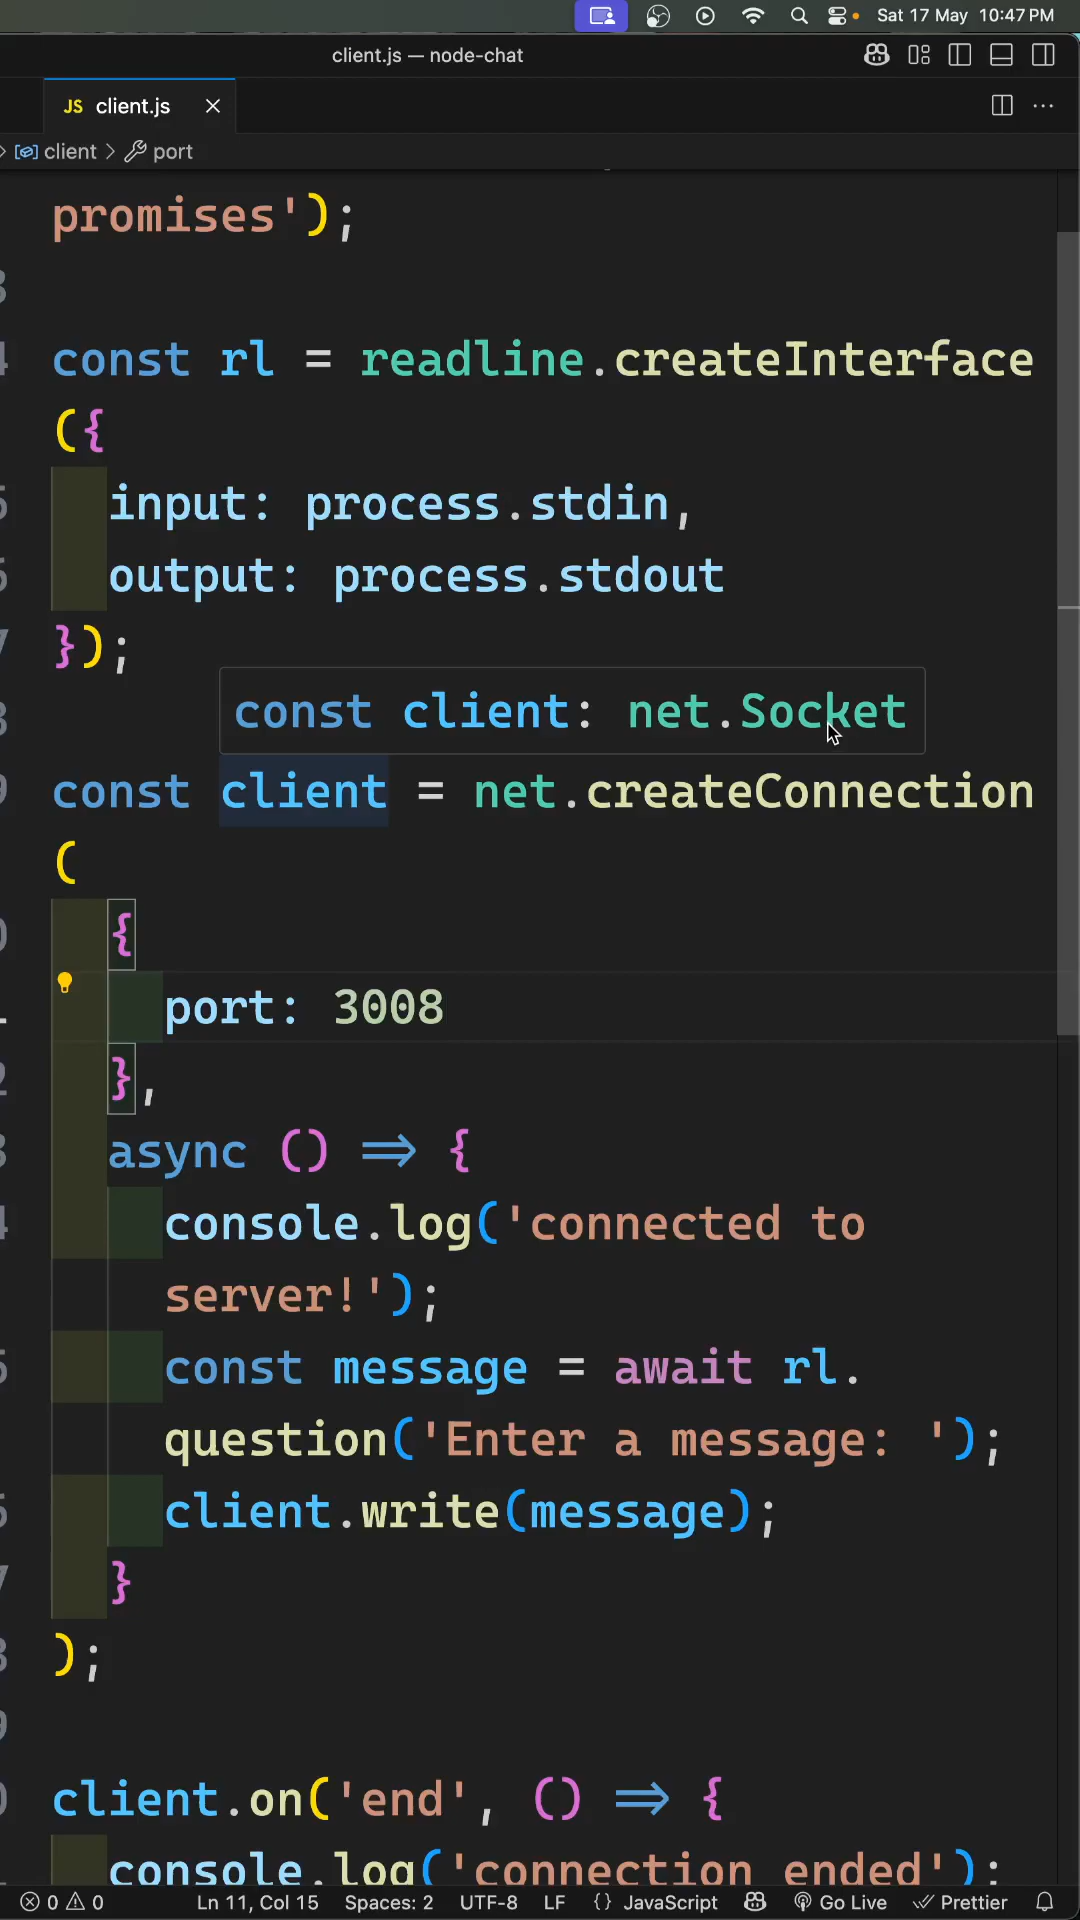 Sat 17 May 10:47 PM
client.js — node-chat
JS client.js
client > port
promises');
const rl = readline.createInterface
({
input: process.stdin,
output: process.stdout
});
const client: net.Socket
const client = net.createConnection
(
{
port: 3008
},
async () => {
console.log('connected to
server!');
const message = await rl.
question('Enter a message: ');
client.write(message);
}
);
client.on('end', () => {
console.log('connection ended');
0 0 Ln 11, Col 15 Spaces: 2 UTF-8 LF {} JavaScript Go Live Prettier